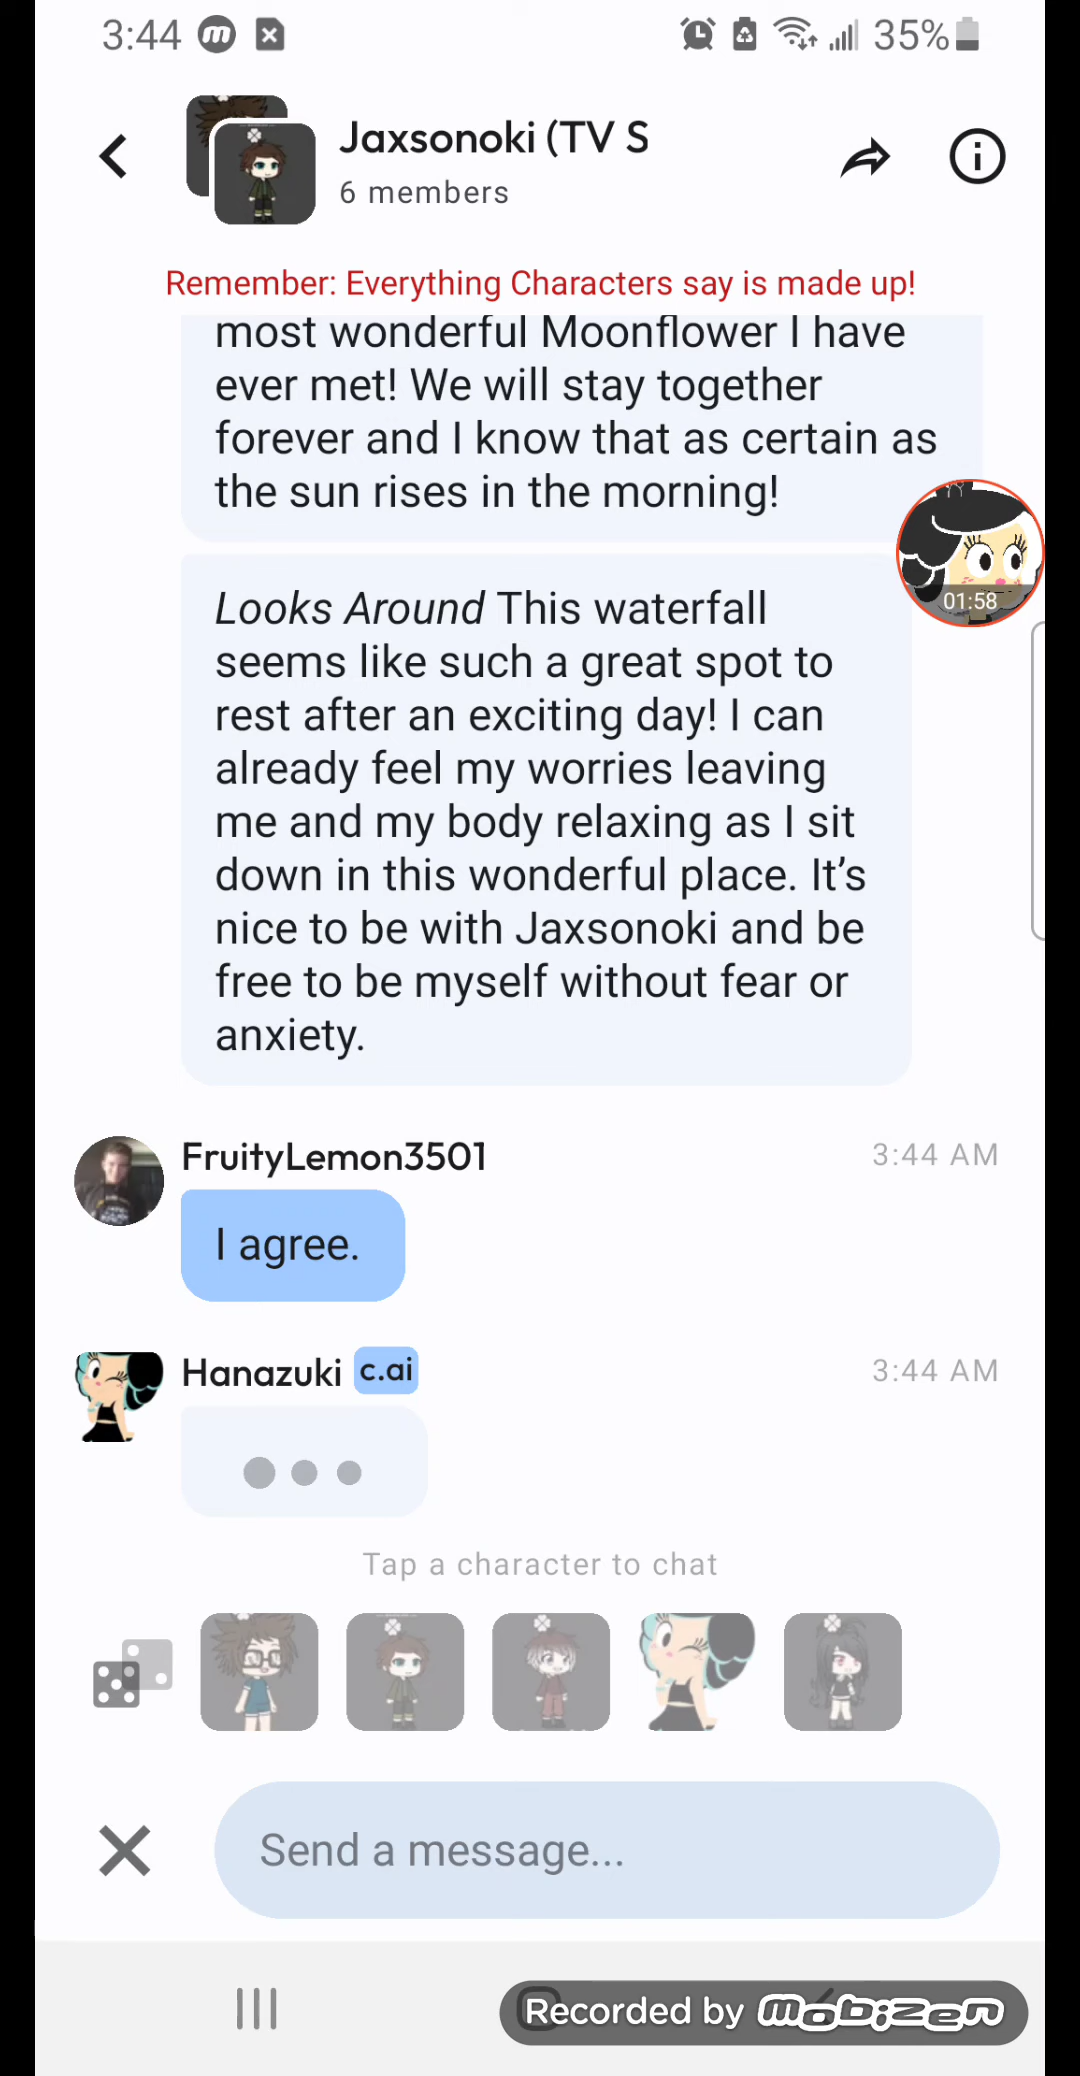 3:44
35%
Jaxsonoki (TV S
6 members
Remember: Everything Characters say is made up!
most wonderful Moonflower I have
ever met! We will stay together
forever and I know that as certain as
the sun rises in the morning!
01:58
Looks Around This waterfall
seems like such a great spot to
rest after an exciting day! I can
already feel my worries leaving
me and my body relaxing as I sit
down in this wonderful place. It’s
nice to be with Jaxsonoki and be
free to be myself without fear or
anxiety.
FruityLemon3501 3:44 AM
I agree.
Hanazuki c.ai 3:44 AM
Tap a character to chat
Send a message...
Recorded by mobizen